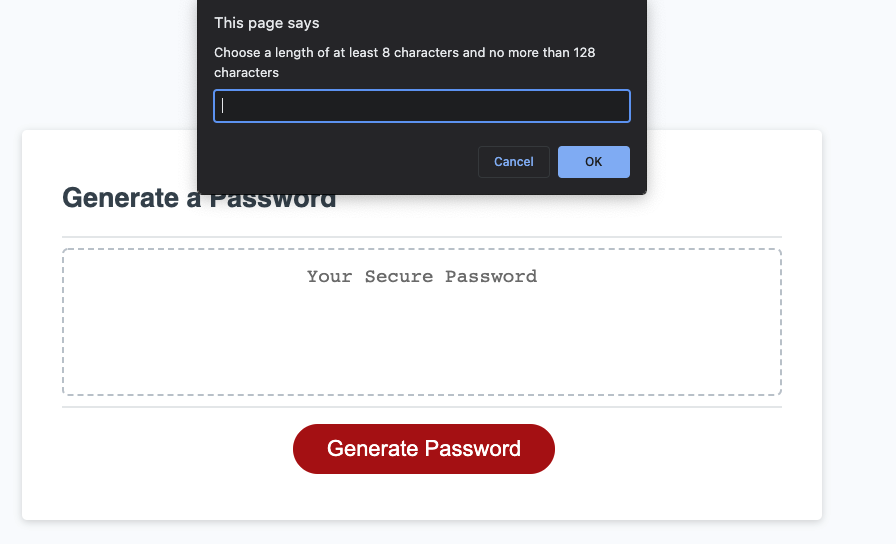 This page says
Choose a length of at least 8 characters and no more than 128
characters
Cancel
OK
Generate a Password
Your Secure Password
Generate Password